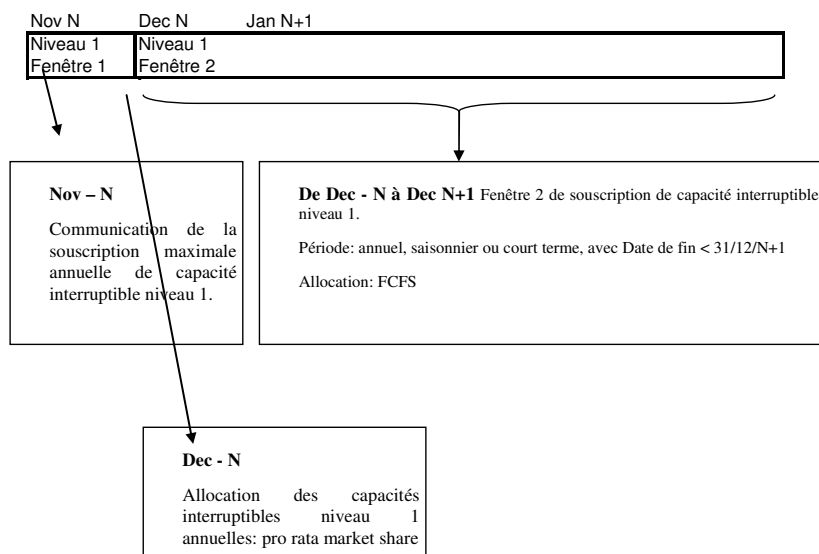 Nov N Dec N Jan N+1
Niveau 1 Niveau 1
Fenêtre 1 Fenêtre 2
Nov – N
Communication de la
souscription maximale
annuelle de capacité
interruptible niveau 1.
De Dec - N à Dec N+1 Fenêtre 2 de souscription de capacité interruptible
niveau 1.
Période: annuel, saisonnier ou court terme, avec Date de fin < 31/12/N+1
Allocation: FCFS
Dec - N
Allocation des capacités
interruptibles niveau 1
annuelles: pro rata market share